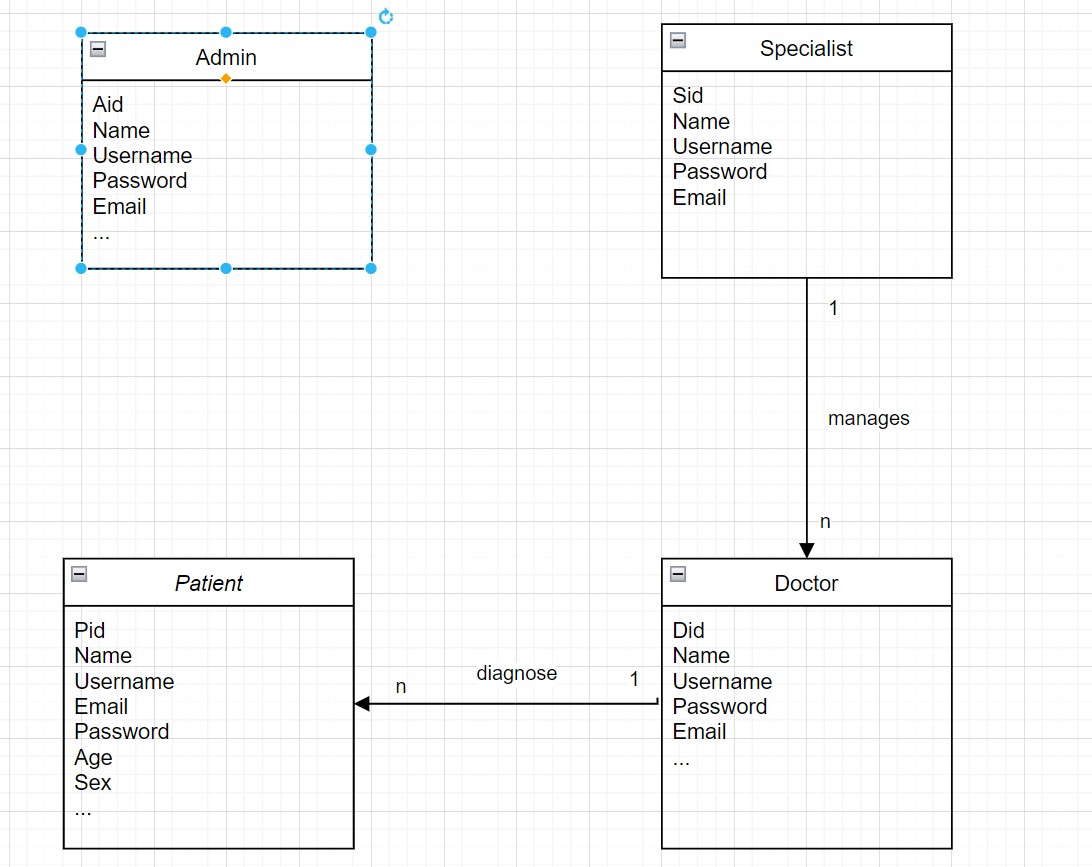 Admin
Aid
Name
Username
Password
Email
...
Specialist
Sid
Name
Username
Password
Email
1
manages
n
Patient
Pid
Name
Username
Email
Password
Age
Sex
...
n
diagnose
1
Doctor
Did
Name
Username
Password
Email
...